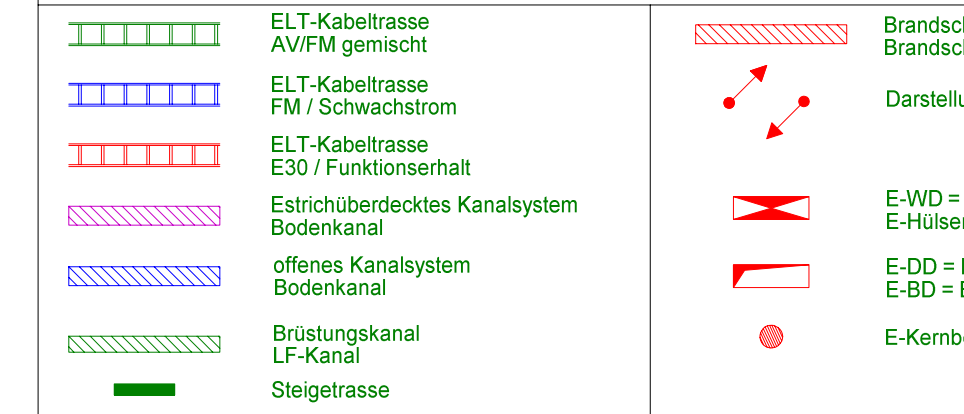 ELT-Kabeltrasse
AV/FM gemischt
ELT-Kabeltrasse
FM / Schwachstrom
ELT-Kabeltrasse
E30 / Funktionserhalt
Estrichüberdecktes Kanalsystem
Bodenkanal
offenes Kanalsystem
Bodenkanal
Brüstungskanal
LF-Kanal
Steigetrasse
E-WD =
E-DD =
E-BD =